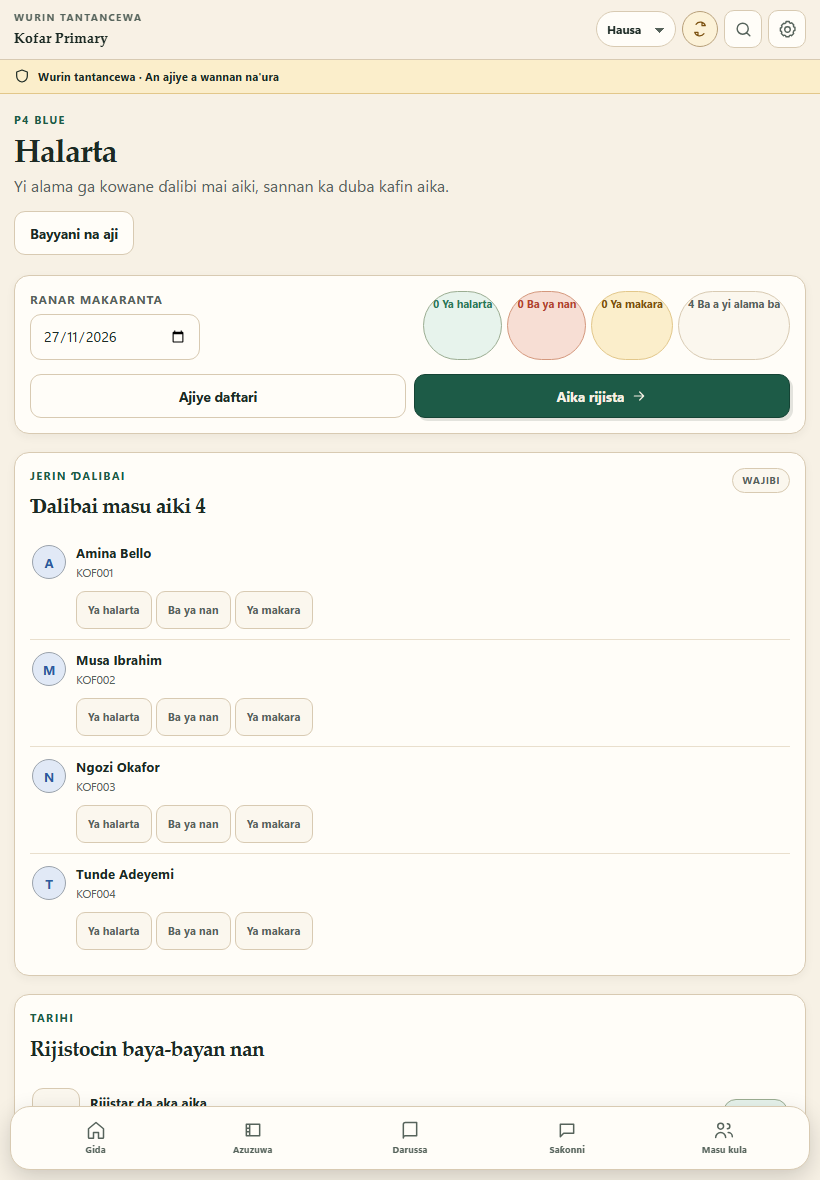 WURIN TANTANCEWA
Kofar Primary
Hausa
Wurin tantancewa · An ajiye a wannan na'ura
P4 BLUE
Halarta
Yi alama ga kowane ɗalibi mai aiki, sannan ka duba kafin aika.
Bayyani na aji
RANAR MAKARANTA
27/11/2026
0 Ya halarta
0 Ba ya nan
0 Ya makara
4 Ba a yi alama ba
Ajiye daftari
Aika rijista →
JERIN ƊALIBAI
Ɗalibai masu aiki 4
WAJIBI
A
Amina Bello
KOF001
Ya halarta
Ba ya nan
Ya makara
M
Musa Ibrahim
KOF002
Ya halarta
Ba ya nan
Ya makara
N
Ngozi Okafor
KOF003
Ya halarta
Ba ya nan
Ya makara
T
Tunde Adeyemi
KOF004
Ya halarta
Ba ya nan
Ya makara
TARIHI
Rijistocin baya-bayan nan
Rijistar da aka aika
Gida
Azuzuwa
Darussa
Saƙonni
Masu kula